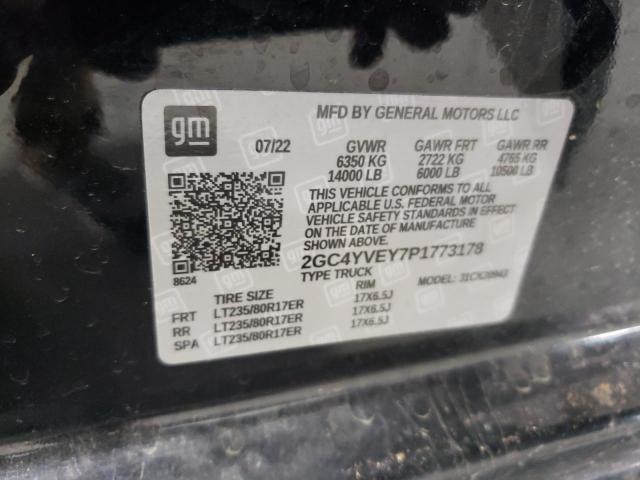 gm
MFD BY GENERAL MOTORS LLC
07/22 GVWR GAWR FRT GAWR RR
6350 KG 2722 KG 4765 KG
14000 LB 6000 LB 10500 LB
THIS VEHICLE CONFORMS TO ALL
APPLICABLE U.S. FEDERAL MOTOR
VEHICLE SAFETY STANDARDS IN EFFECT
ON THE DATE OF MANUFACTURE
SHOWN ABOVE.
8624 2GC4YVEY7P1773178
TYPE TRUCK MODEL:
TIRE SIZE RIM
FRT LT235/80R17ER 17X6.5J
RR LT235/80R17ER 17X6.5J
SPA LT235/80R17ER 17X6.5J